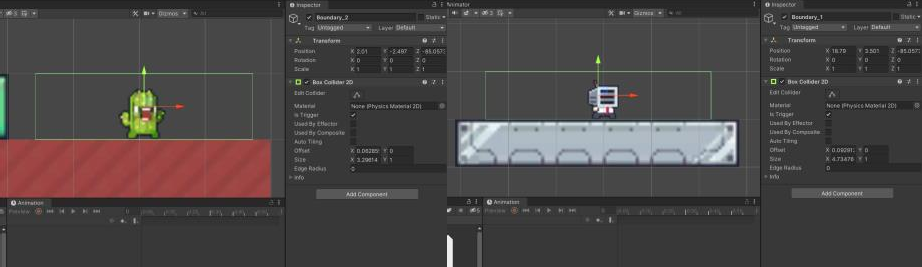 Gizmos
Inspector
Boundary_2
Static
Tag Untagged Layer Default
Transform
Position X 2.01 Y -2.497 Z -85.0573
Rotation X 0 Y 0 Z 0
Scale X 1 Y 1 Z 1
Box Collider 2D
Edit Collider
Material None (Physics Material 2D)
Is Trigger
Used By Effector
Used By Composite
Auto Tiling
Offset X 0.06285 Y 0
Size X 3.29614 Y 1
Edge Radius 0
Info
Add Component
Animation
Preview
Animator
Gizmos
Inspector
Boundary_1
Static
Tag Untagged Layer Default
Transform
Position X 18.79 Y 3.501 Z -85.0573
Rotation X 0 Y 0 Z 0
Scale X 1 Y 1 Z 1
Box Collider 2D
Edit Collider
Material None (Physics Material 2D)
Is Trigger
Used By Effector
Used By Composite
Auto Tiling
Offset Y 0
Size X 4.73476 Y 1
Edge Radius 0
Info
Add Component
Animation
Preview